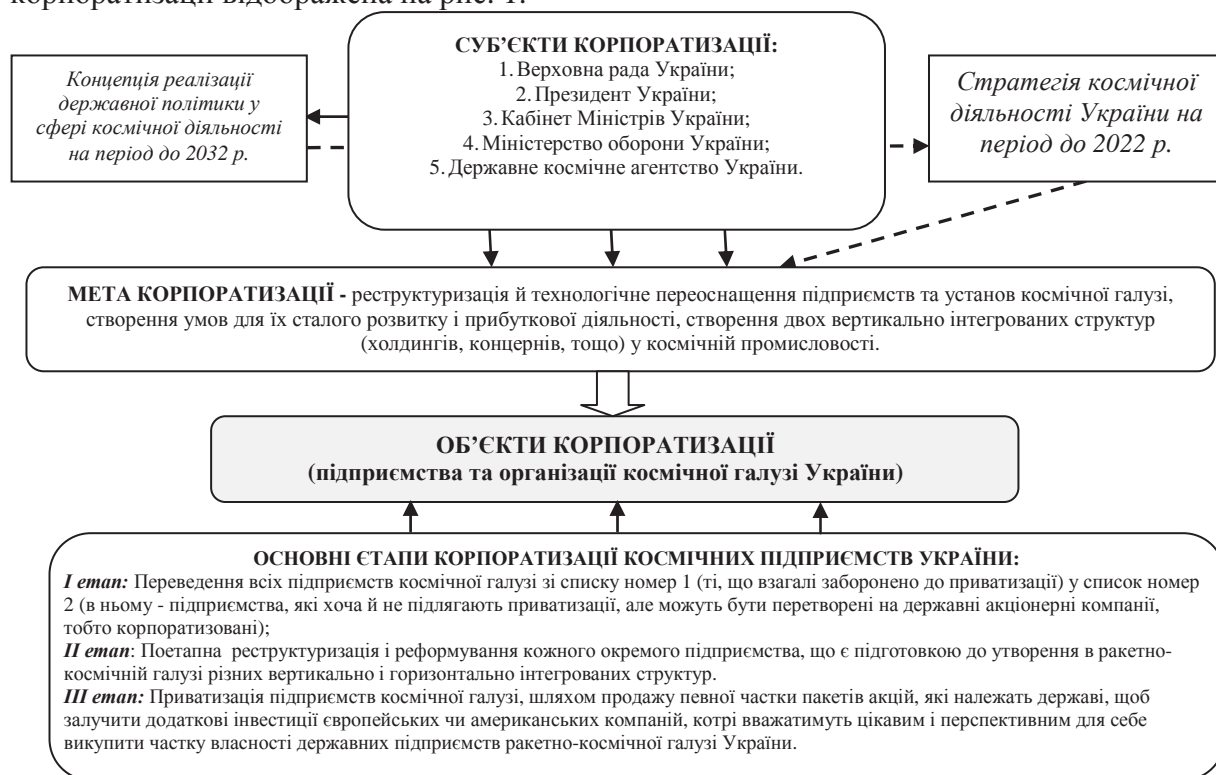 корпоратизації відображена на рис. 1.
СУБ’ЄКТИ КОРПОРАТИЗАЦІЇ:
1. Верховна рада України;
2. Президент України;
3. Кабінет Міністрів України;
4. Міністерство оборони України;
5. Державне космічне агентство України.
Концепція реалізації
державної політики у
сфері космічної діяльності
на період до 2032 р.
Стратегія космічної
діяльності України на
період до 2022 р.
МЕТА КОРПОРАТИЗАЦІЇ - реструктуризація й технологічне переоснащення підприємств та установ космічної галузі,
створення умов для їх сталого розвитку і прибуткової діяльності, створення двох вертикально інтегрованих структур
(холдингів, концернів, тощо) у космічній промисловості.
ОБ’ЄКТИ КОРПОРАТИЗАЦІЇ
(підприємства та організації космічної галузі України)
ОСНОВНІ ЄТАПИ КОРПОРАТИЗАЦІЇ КОСМІЧНИХ ПІДПРИЄМСТВ УКРАЇНИ:
I етап: Переведення всіх підприємств космічної галузі зі списку номер 1 (ті, що взагалі заборонено до приватизації) у список номер
2 (в ньому - підприємства, які хоча й не підлягають приватизації, але можуть бути перетворені на державні акціонерні компанії,
тобто корпоратизовані);
II етап: Поетапна реструктуризація і реформування кожного окремого підприємства, що є підготовкою до утворення в ракетно-
космічній галузі різних вертикально і горизонтально інтегрованих структур.
III етап: Приватизація підприємств космічної галузі, шляхом продажу певної частки пакетів акцій, які належать державі, щоб
залучити додаткові інвестиції європейських чи американських компаній, котрі вважатимуть цікавим і перспективним для себе
викупити частку власності державних підприємств ракетно-космічної галузі України.